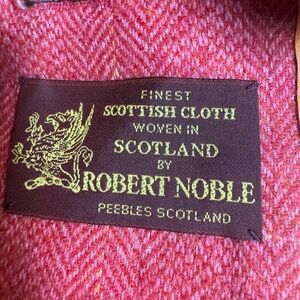 FINEST
SCOTTISH CLOTH
WOVEN IN
SCOTLAND
BY
ROBERT NOBLE
PEEBLES SCOTLAND